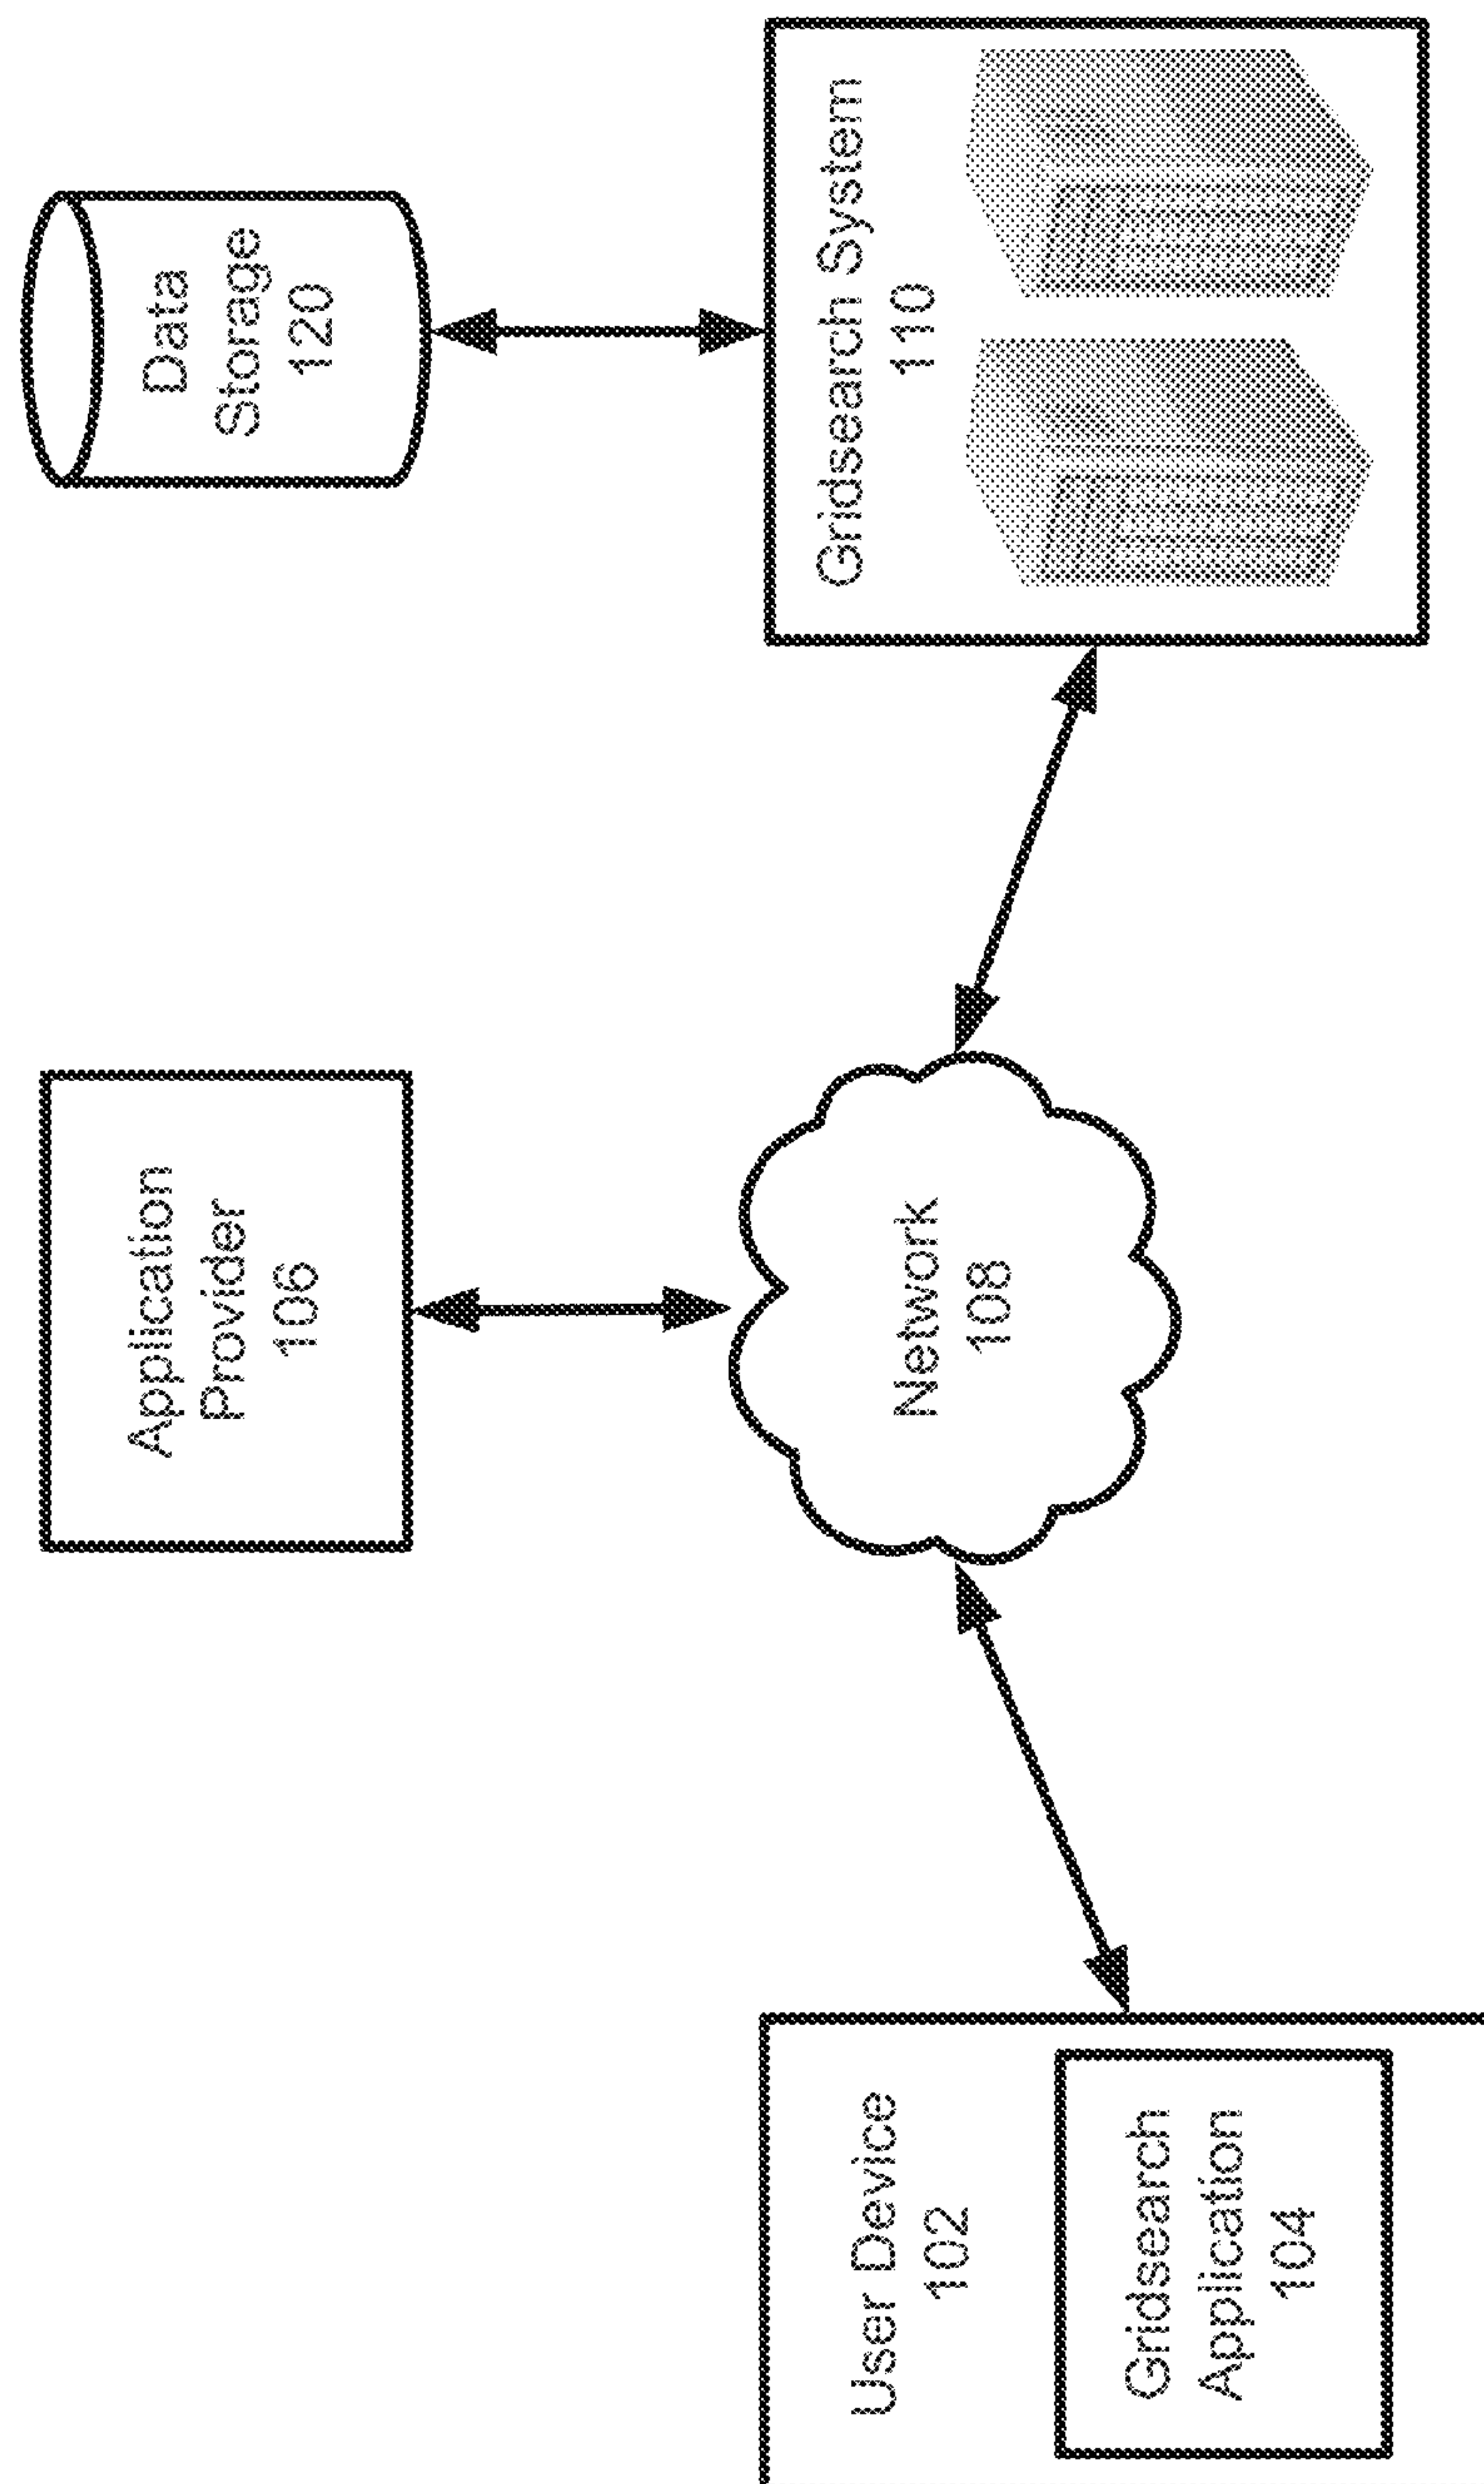 Application
Provider
106
Data
Storage
120
User Device
102
Gridsearch
Application
104
Network
108
Gridsearch System
110